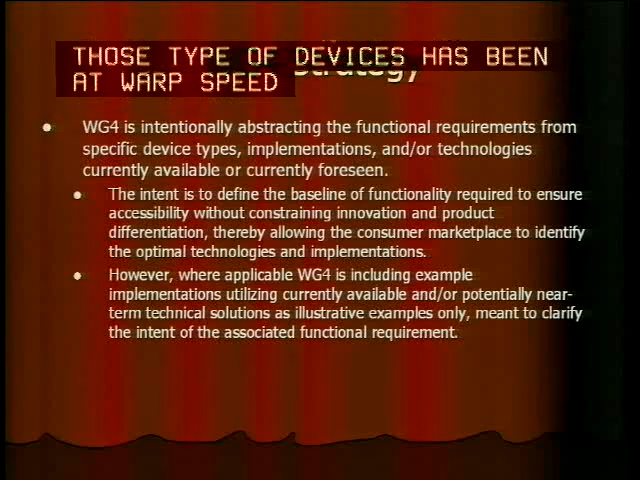 THOSE TYPE OF DEVICES HAS BEEN
AT WARP SPEED
Strategy
• WG4 is intentionally abstracting the functional requirements from
specific device types, implementations, and/or technologies
currently available or currently foreseen.
• The intent is to define the baseline of functionality required to ensure
accessibility without constraining innovation and product
differentiation, thereby allowing the consumer marketplace to identify
the optimal technologies and implementations.
• However, where applicable WG4 is including example
implementations utilizing currently available and/or potentially near-
term technical solutions as illustrative examples only, meant to clarify
the intent of the associated functional requirement.